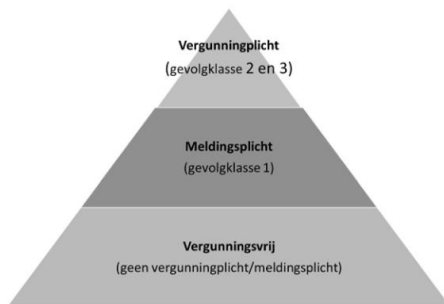 Vergunningplicht
(gevolgklasse 2 en 3)
Meldingsplicht
(gevolgklasse 1)
Vergunningsvrij
(geen vergunningplicht/meldingsplicht)